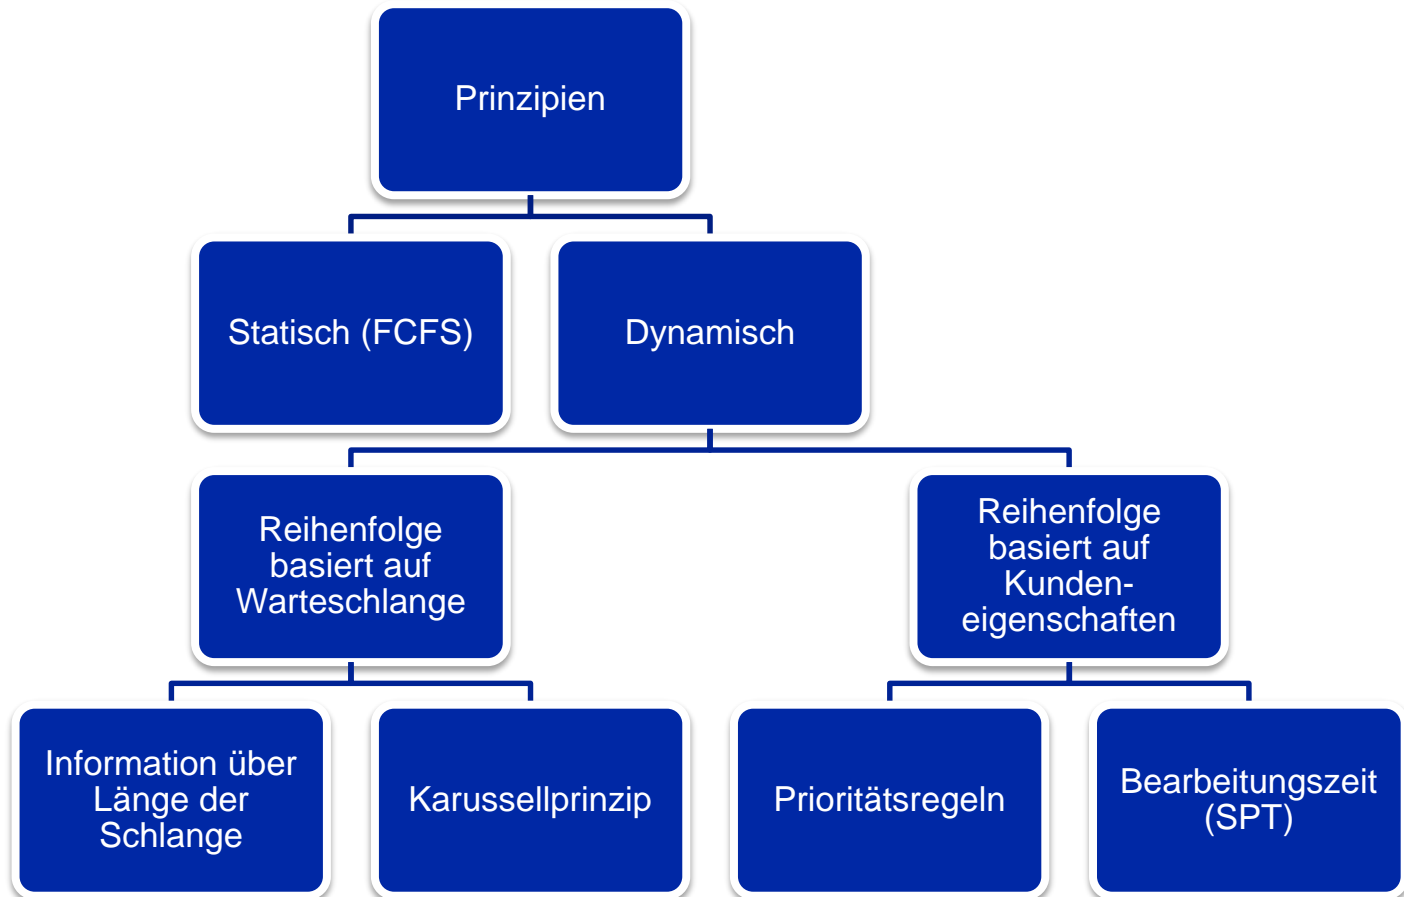 Prinzipien
Statisch (FCFS)
Dynamisch
Reihenfolge
basiert auf
Warteschlange
Reihenfolge
basiert auf
Kunden-
eigenschaften
Information über
Länge der
Schlange
Karussellprinzip
Prioritätsregeln
Bearbeitungszeit
(SPT)